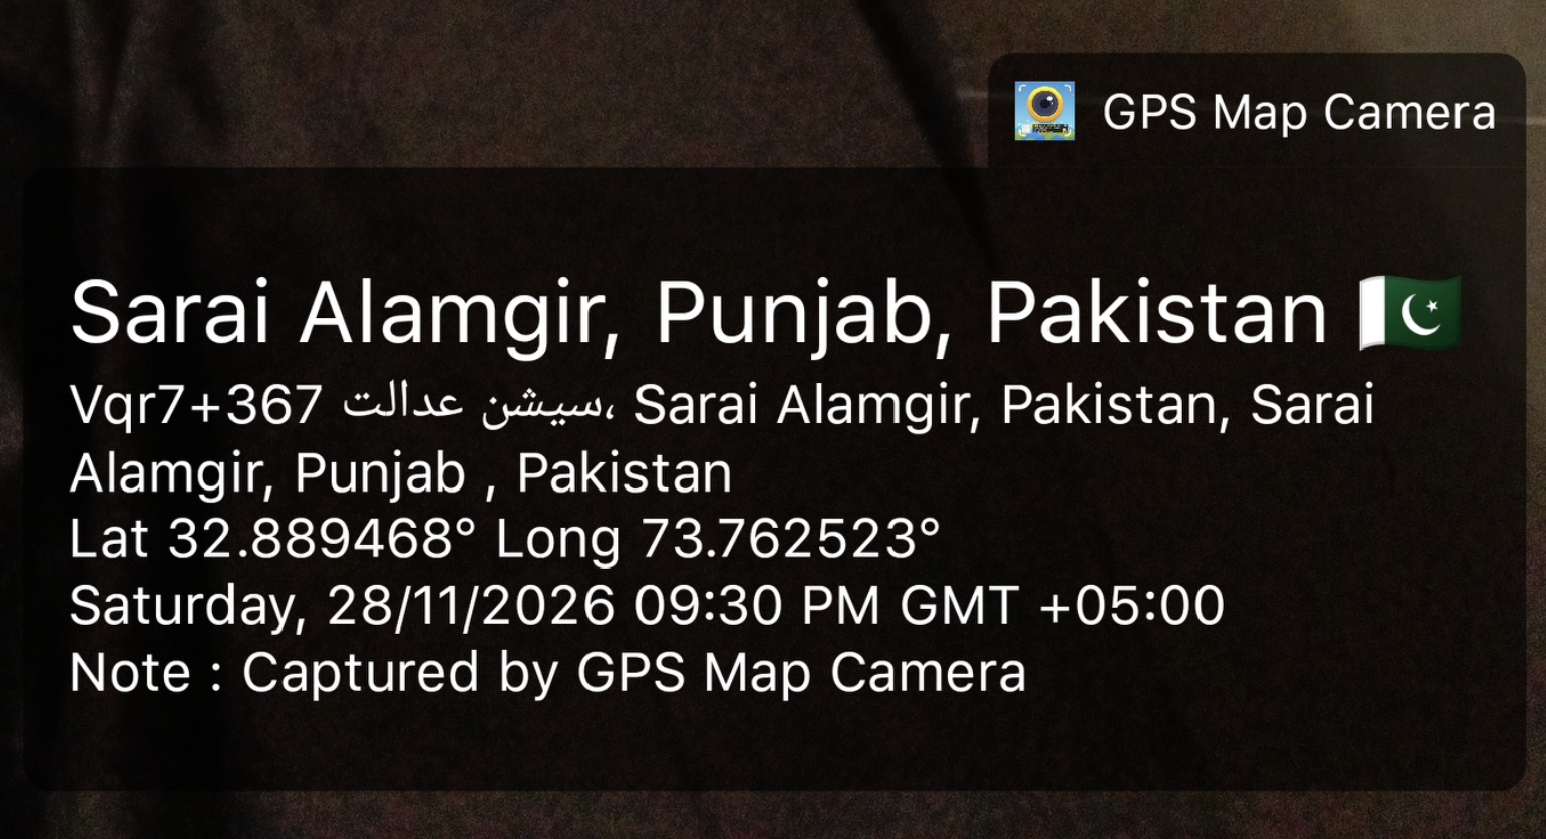 GPS Map Camera
Sarai Alamgir, Punjab, Pakistan 🇵🇰
Vqr7+367 سیشن عدالت، Sarai Alamgir, Pakistan, Sarai
Alamgir, Punjab , Pakistan
Lat 32.889468° Long 73.762523°
Saturday, 28/11/2026 09:30 PM GMT +05:00
Note : Captured by GPS Map Camera